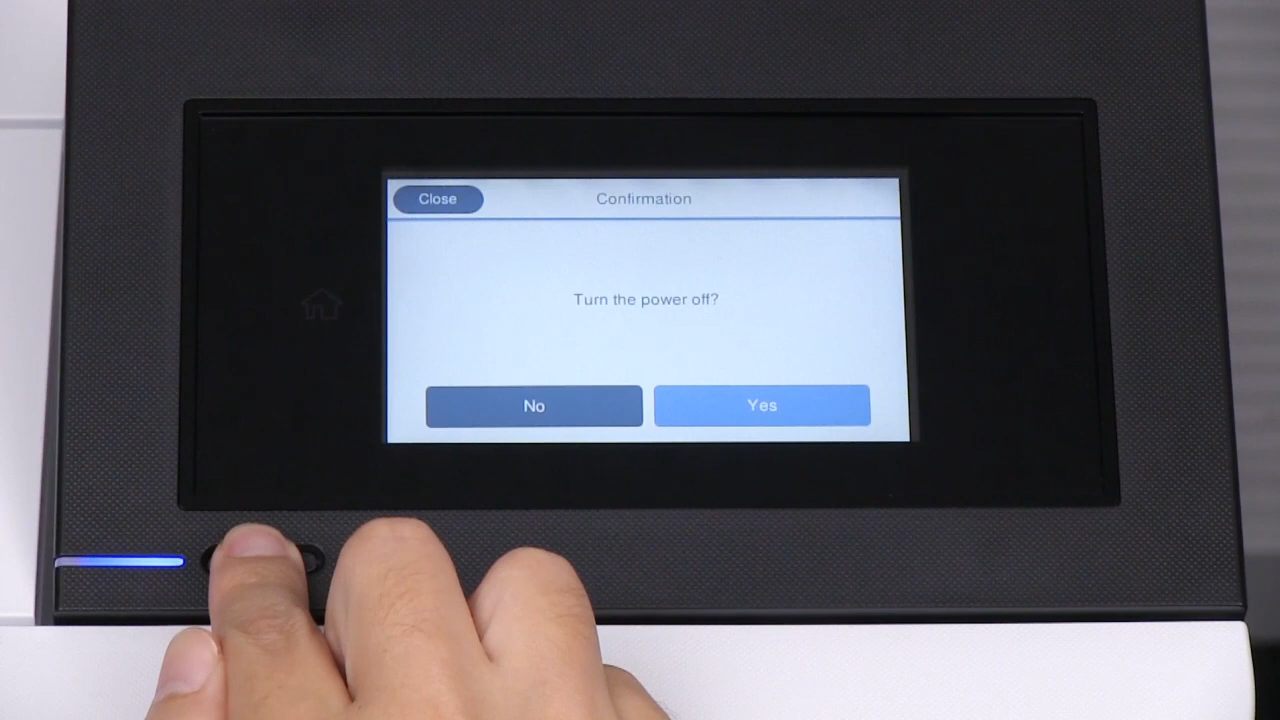 Close
Confirmation
Turn the power off?
No
Yes